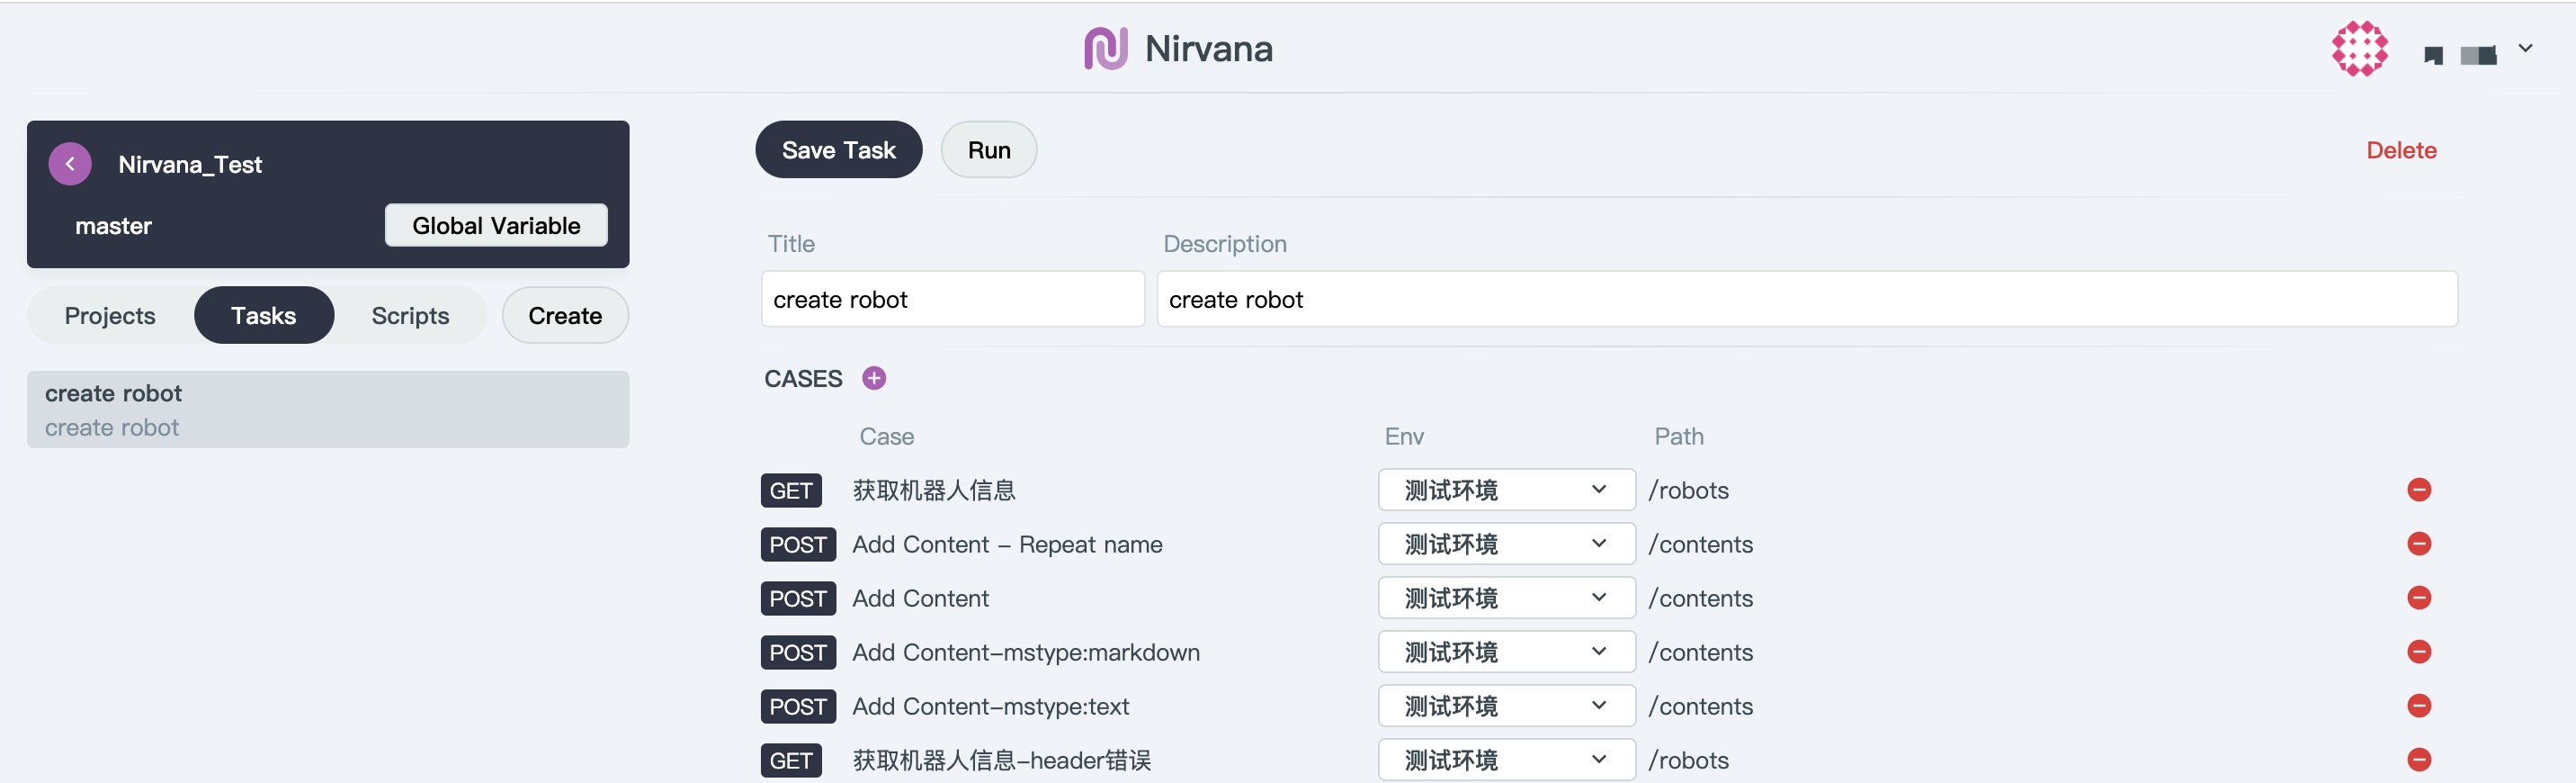 Nirvana
Nirvana_Test
master
Global Variable
Projects
Tasks
Scripts
Create
create robot
create robot
Save Task
Run
Delete
Title
Description
create robot
create robot
CASES
Case
Env
Path
GET 获取机器人信息 测试环境 /robots
POST Add Content - Repeat name 测试环境 /contents
POST Add Content 测试环境 /contents
POST Add Content-mstype:markdown 测试环境 /contents
POST Add Content-mstype:text 测试环境 /contents
GET 获取机器人信息-header错误 测试环境 /robots